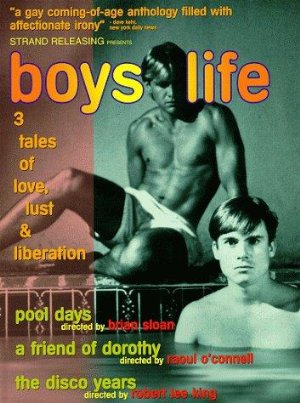 "a gay coming-of-age anthology filled with
affectionate irony" - dave kehr,
new york daily news
STRAND RELEASING PRESENTS
boys life
3
tales
of
love,
lust
&
liberation
pool days
directed by brian sloan
a friend of dorothy
directed by raoul o'connell
the disco years
directed by robert lee king